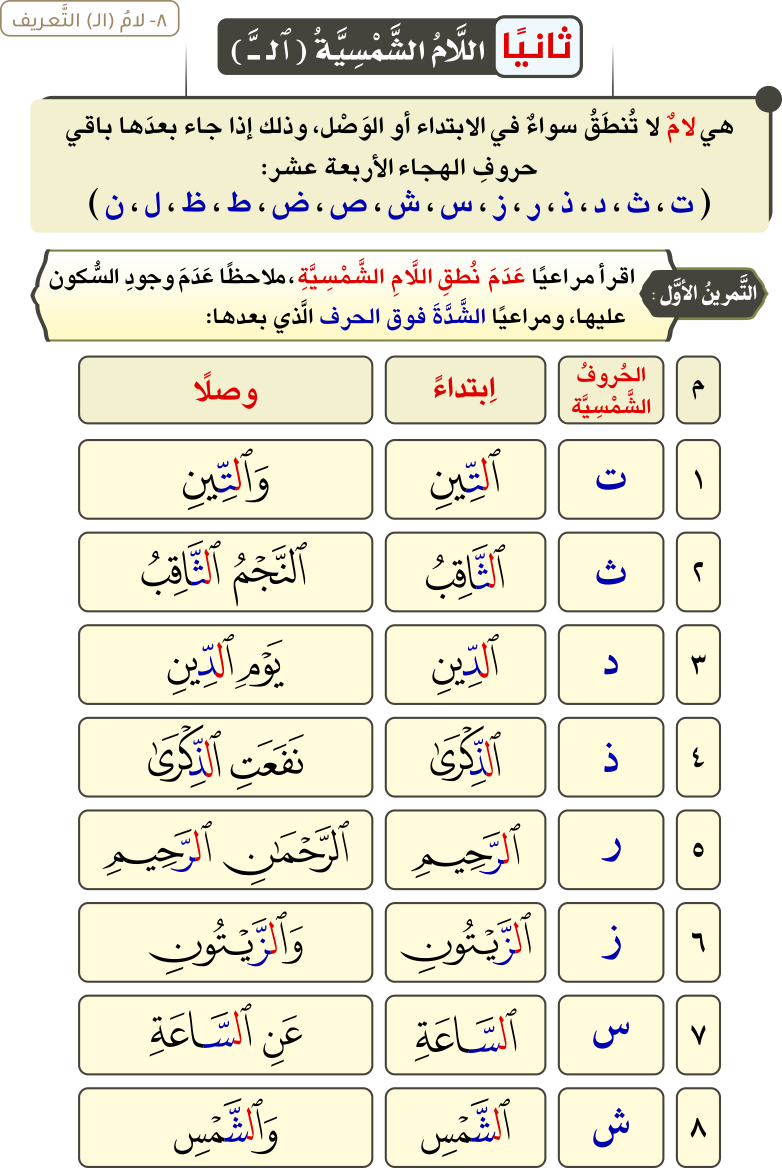 ٨- لامُ (الـ) التَّعريف
ثانيًا اللَّامُ الشَّمْسِيَّةُ (ٱلـ ـَّ)
هي لامٌ لا تُنطَقُ سواءٌ في الابتداء أو الوَصْل، وذلك إذا جاء بعدَها باقي
حروفِ الهجاء الأربعة عشر:
(ت، ث، د، ذ، ر، ز، س، ش، ص، ض، ط، ظ، ل، ن)
التَّمرينُ الأوَّل: اقرأ مراعيًا عَدَمَ نُطقِ اللَّامِ الشَّمْسِيَّةِ، ملاحظًا عَدَمَ وجودِ السُّكون
عليها، ومراعيًا الشَّدَّةَ فوق الحرف الَّذي بعدها:
م الحُروفُ الشَّمْسِيَّة اِبتداءً وصلًا
١ ت ٱلتِّينِ وَٱلتِّينِ
٢ ث ٱلثَّاقِبُ ٱلنَّجْمُ ٱلثَّاقِبُ
٣ د ٱلدِّينِ يَوْمِ ٱلدِّينِ
٤ ذ ٱلذِّكْرَىٰ نَفَعَتِ ٱلذِّكْرَىٰ
٥ ر ٱلرَّحِيمِ ٱلرَّحْمَٰنِ ٱلرَّحِيمِ
٦ ز ٱلزَّيْتُونِ وَٱلزَّيْتُونِ
٧ س ٱلسَّاعَةِ عَنِ ٱلسَّاعَةِ
٨ ش ٱلشَّمْسِ وَٱلشَّمْسِ